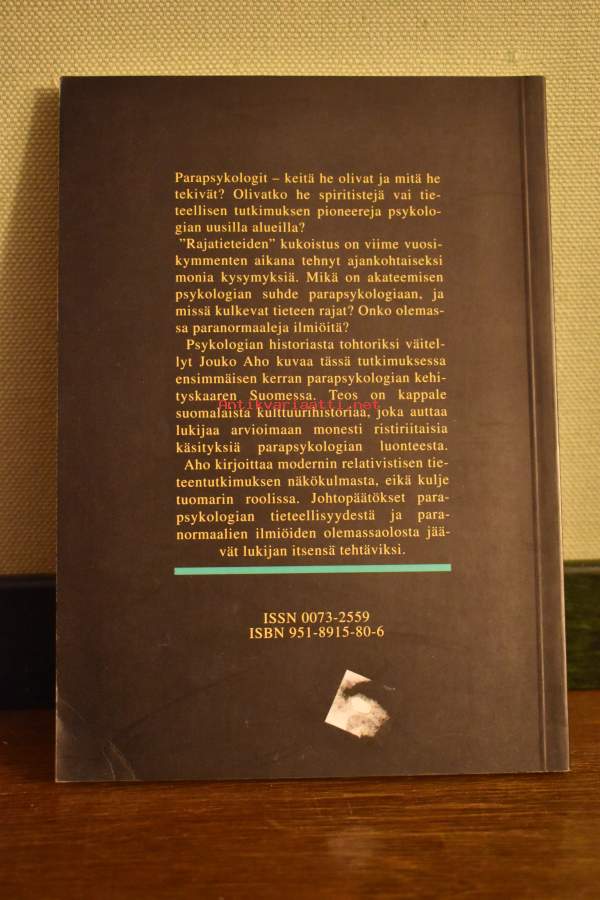 Parapsykologit – keitä he olivat ja mitä he
tekivät? Olivatko he spiritistejä vai tie-
teellisen tutkimuksen pioneereja psykolo-
gian uusilla alueilla?
”Rajatieteiden” kukoistus on viime vuosi-
kymmenten aikana tehnyt ajankohtaiseksi
monia kysymyksiä. Mikä on akateemisen
psykologian suhde parapsykologiaan, ja
missä kulkevat tieteen rajat? Onko olemas-
sa paranormaaleja ilmiöitä?
Psykologian historiasta tohtoriksi väitel-
lyt Jouko Aho kuvaa tässä tutkimuksessa
ensimmäisen kerran parapsykologian kehi-
tyskaaren Suomessa. Teos on kappale
Antikvariaatti.net
suomalaista kulttuurihistoriaa, joka auttaa
lukijaa arvioimaan monesti ristiriitaisia
käsityksiä parapsykologian luonteesta.
Aho kirjoittaa modernin relativistisen tie-
teentutkimuksen näkökulmasta, eikä kulje
tuomarin roolissa. Johtopäätökset para-
psykologian tieteellisyydestä ja para-
normaalien ilmiöiden olemassaolosta jää-
vät lukijan itsensä tehtäviksi.
ISSN 0073-2559
ISBN 951-8915-80-6